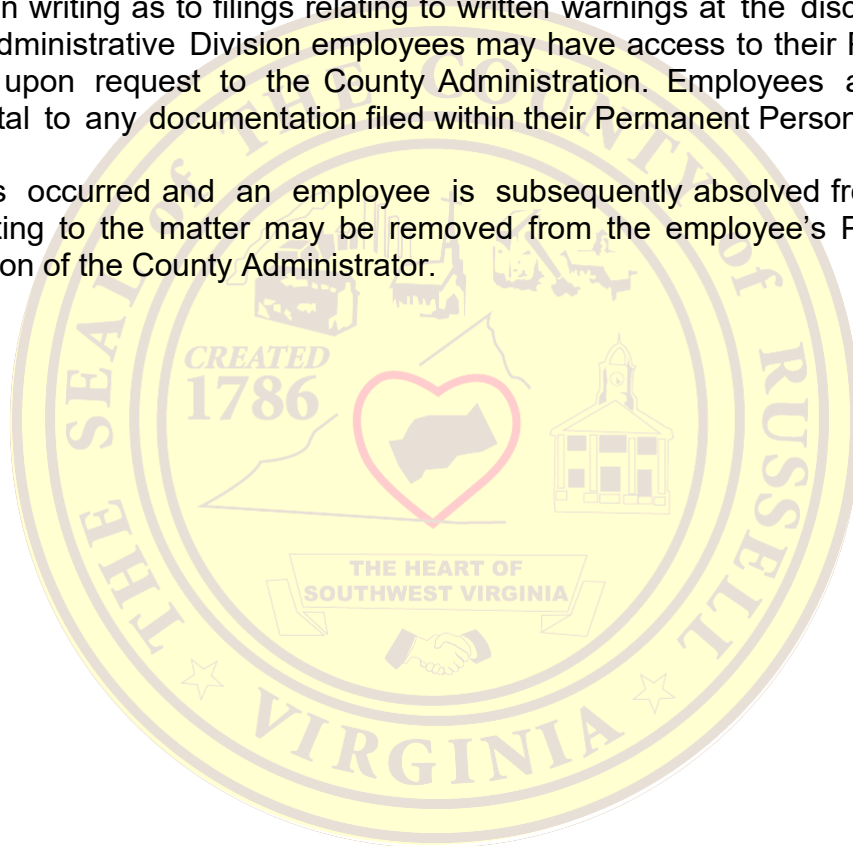 n writing as to filings relating to written warnings at the disc
dministrative Division employees may have access to their
upon request to the County Administration. Employees a
tal to any documentation filed within their Permanent Person
s occurred and an employee is subsequently absolved fr
ting to the matter may be removed from the employee’s
on of the County Administrator.
THE SEAL of THE COUNTY of RUSSELL
CREATED
1786
THE HEART OF
SOUTHWEST VIRGINIA
VIRGINIA